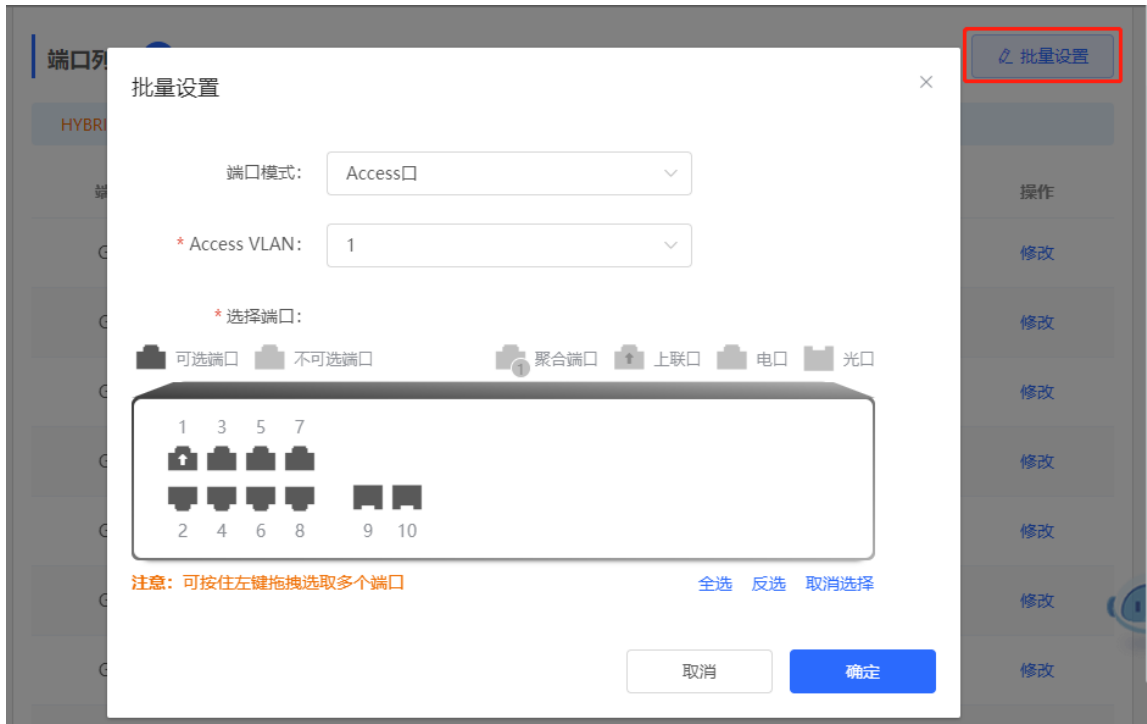 端口列
批量设置
批量设置
HYBRI
端口模式：
Access口
操作
* Access VLAN：
1
修改
* 选择端口：
修改
可选端口 不可选端口 1 聚合端口 上联口 电口 光口
修改
1 3 5 7
修改
2 4 6 8 9 10
修改
注意：可按住左键拖拽选取多个端口
全选 反选 取消选择
修改
取消
确定
修改